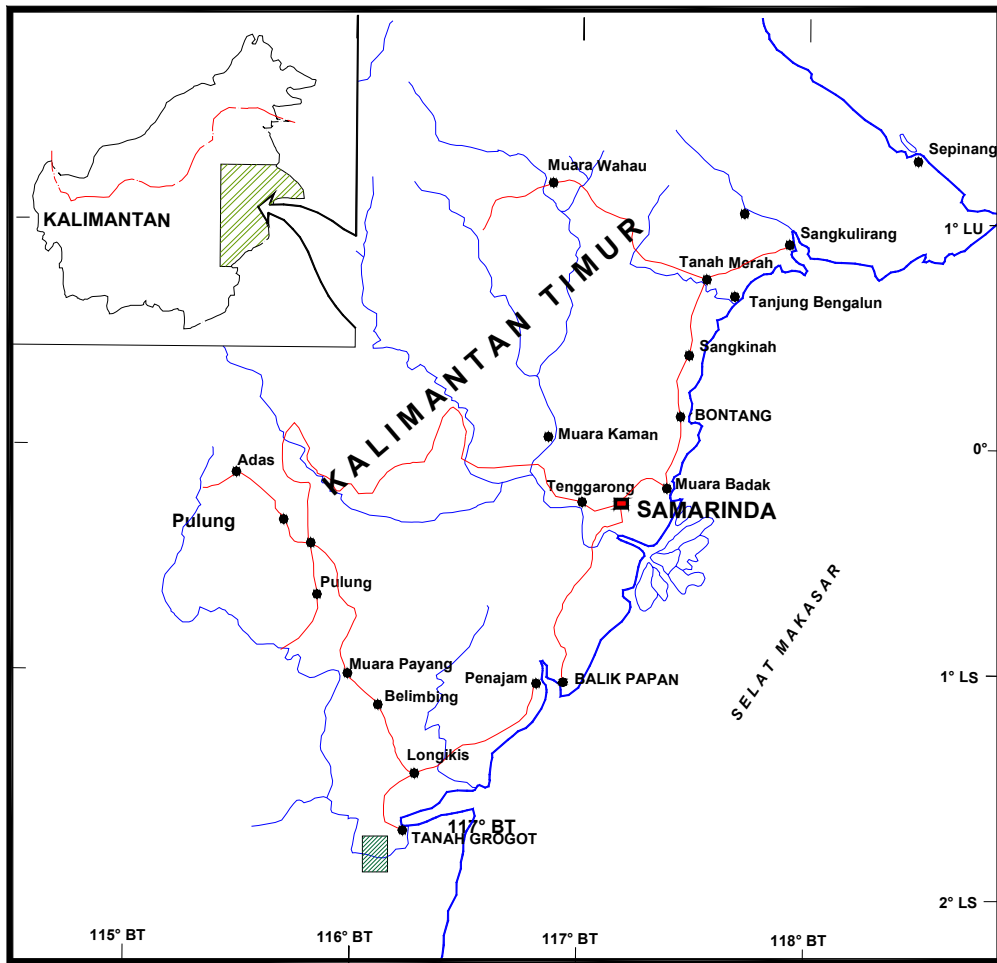 Sepinang
Muara Wahau
KALIMANTAN
1° LU
Sangkulirang
Tanah Merah
Tanjung Bengalun
KALIMANTAN TIMUR
Sangkinah
BONTANG
Muara Kaman
0°
Adas
Tenggarong
Muara Badak
SAMARINDA
Pulung
Pulung
SELAT MAKASAR
Muara Payang
Penajam
BALIK PAPAN
1° LS
Belimbing
Longikis
117° BT
TANAH GROGOT
2° LS
115° BT
116° BT
117° BT
118° BT